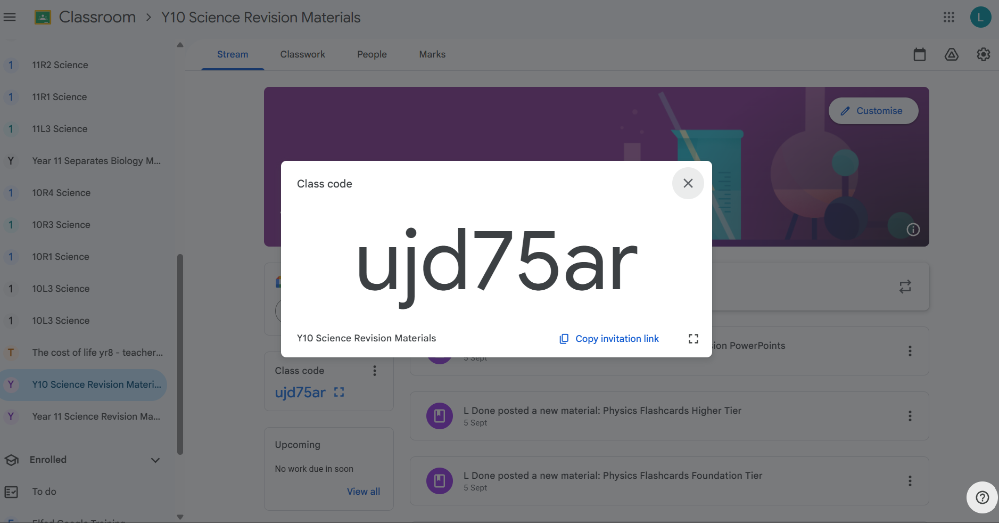 Classroom > Y10 Science Revision Materials
L
11R2 Science
11R1 Science
11L3 Science
Year 11 Separates Biology M...
10R4 Science
10R3 Science
10R1 Science
10L3 Science
10L3 Science
The cost of life yr8 - teacher...
Y10 Science Revision Materi...
Year 11 Science Revision Ma...
Enrolled
To do
1
1
1
Y
1
1
1
1
1
T
Y
Y
Stream Classwork People Marks
Customise
Class code
ujd75ar
Y10 Science Revision Materials
Copy invitation link
Class code
ujd75ar
Upcoming
No work due in soon
View all
PowerPoints
5 Sept
L Done posted a new material: Physics Flashcards Higher Tier
5 Sept
L Done posted a new material: Physics Flashcards Foundation Tier
5 Sept